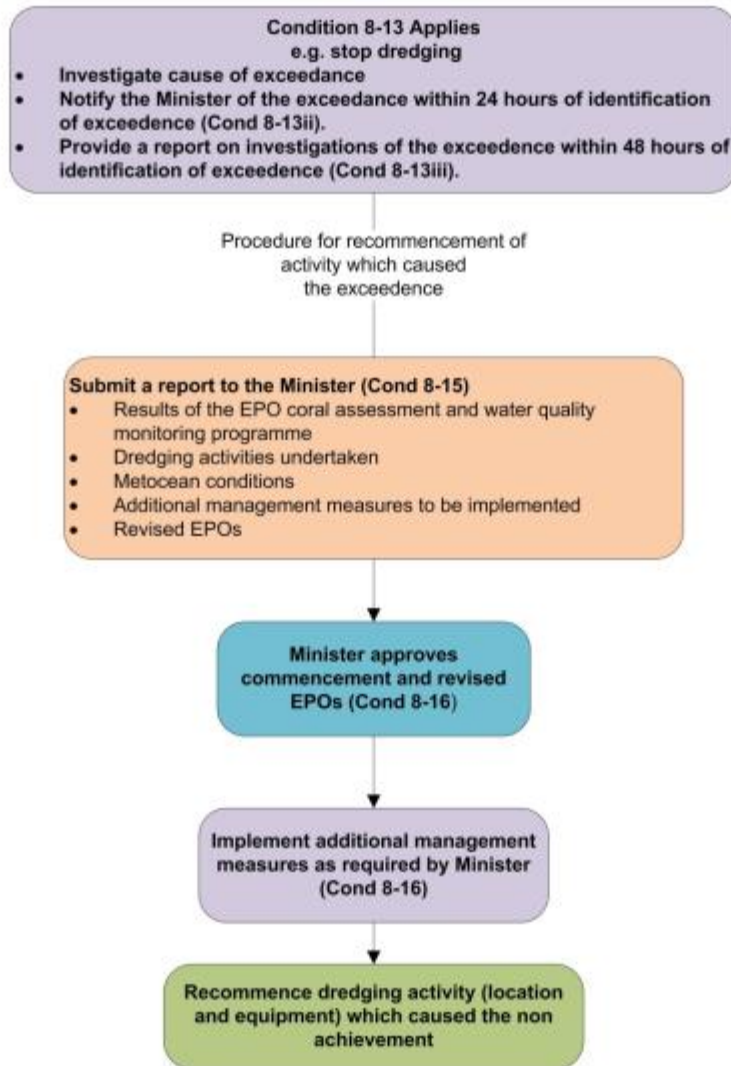 Condition 8-13 Applies
e.g. stop dredging
• Investigate cause of exceedance
• Notify the Minister of the exceedance within 24 hours of identification
of exceedence (Cond 8-13ii).
• Provide a report on investigations of the exceedence within 48 hours of
identification of exceedence (Cond 8-13iii).
Procedure for recommencement of
activity which caused
the exceedence
Submit a report to the Minister (Cond 8-15)
• Results of the EPO coral assessment and water quality
monitoring programme
• Dredging activities undertaken
• Metocean conditions
• Additional management measures to be implemented
• Revised EPOs
Minister approves
commencement and revised
EPOs (Cond 8-16)
Implement additional management
measures as required by Minister
(Cond 8-16)
Recommence dredging activity (location
and equipment) which caused the non
achievement